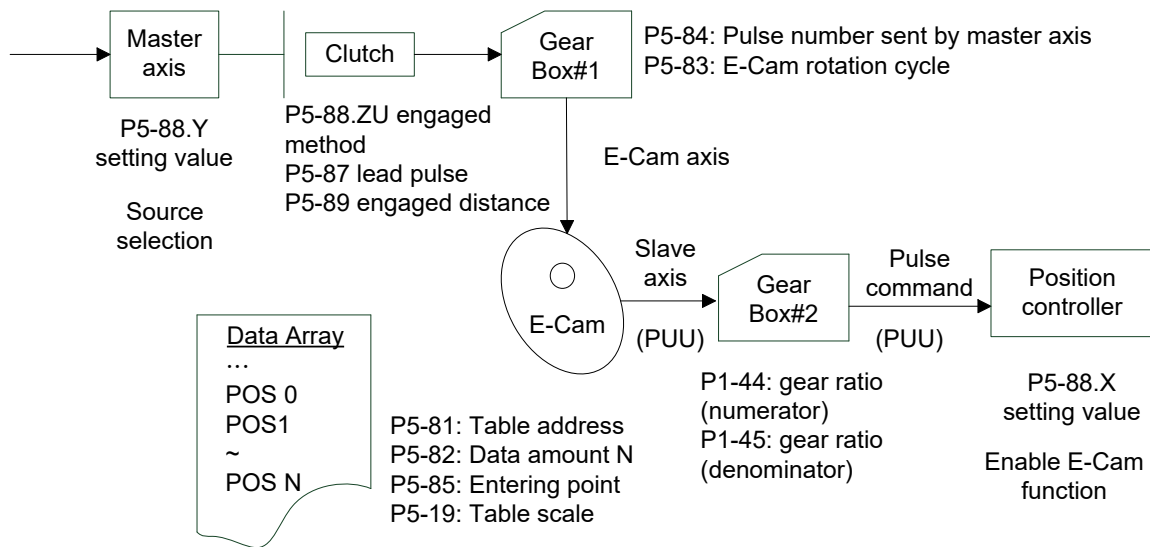 Master
axis
Clutch
Gear
Box#1
P5-84: Pulse number sent by master axis
P5-83: E-Cam rotation cycle
P5-88.Y
setting value
Source
selection
P5-88.ZU engaged
method
P5-87 lead pulse
P5-89 engaged distance
E-Cam axis
E-Cam
Slave
axis
(PUU)
Gear
Box#2
Pulse
command
(PUU)
Position
controller
Data Array
...
POS 0
POS1
~
POS N
P5-81: Table address
P5-82: Data amount N
P5-85: Entering point
P5-19: Table scale
P1-44: gear ratio
(numerator)
P1-45: gear ratio
(denominator)
P5-88.X
setting value
Enable E-Cam
function